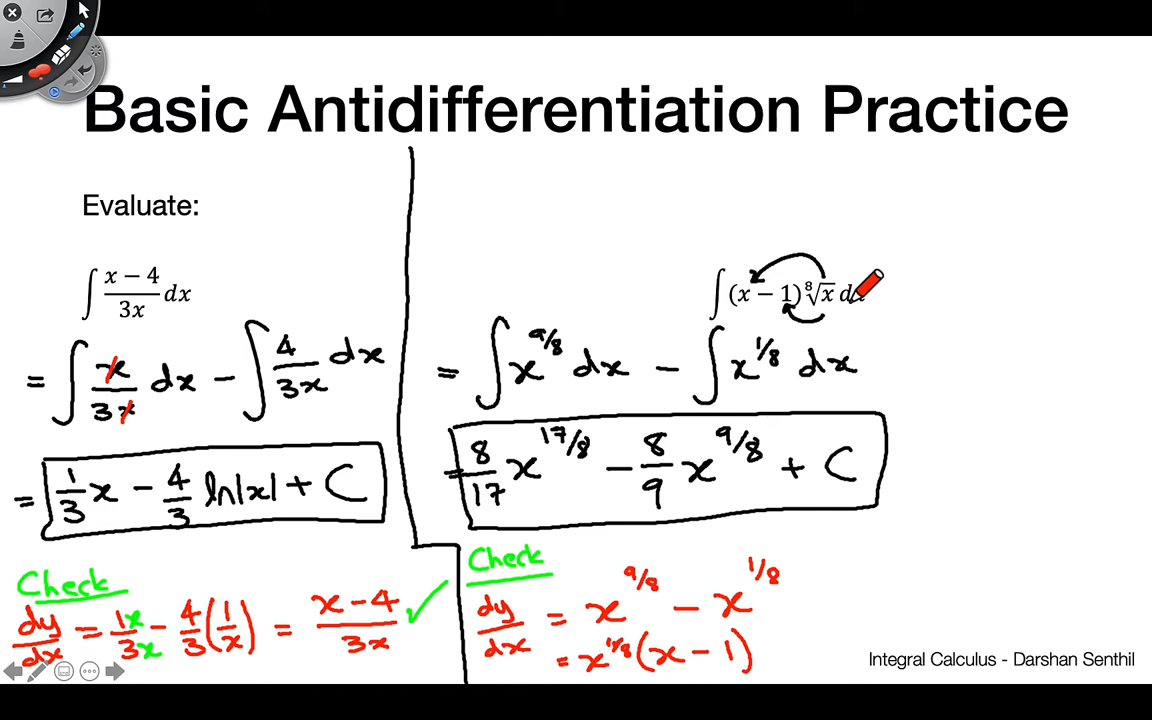 Basic Antidifferentiation Practice
Evaluate:
∫ (x − 4)/(3x) dx
= ∫ x/(3x) dx − ∫ 4/(3x) dx
= 1/3 x − 4/3 ln|x| + C
Check
dy/dx = 1x/3x − 4/3 (1/x) = (x − 4)/(3x) ✓
∫ (x − 1) ⁸√x d
= ∫ x^(9/8) dx − ∫ x^(1/8) dx
= 8/17 x^(17/8) − 8/9 x^(9/8) + C
Check
dy/dx = x^(9/8) − x^(1/8)
= x^(1/8) (x − 1)
Integral Calculus - Darshan Senthil